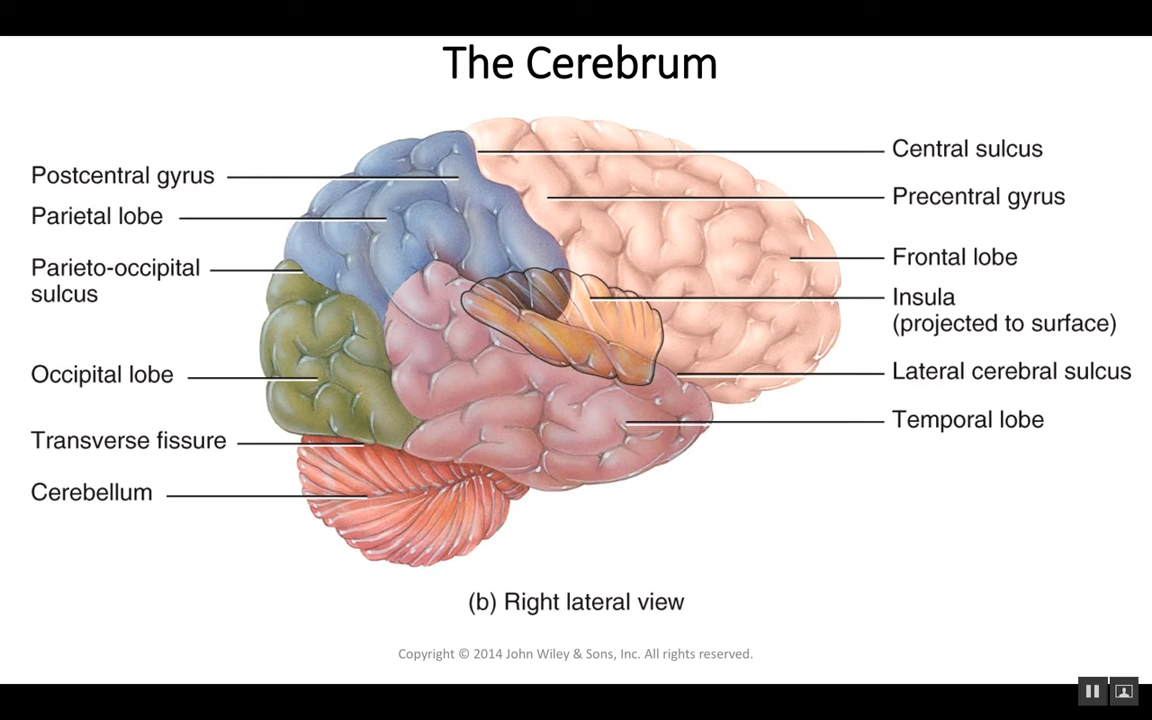 The Cerebrum
Postcentral gyrus
Parietal lobe
Parieto-occipital
sulcus
Occipital lobe
Transverse fissure
Cerebellum
Central sulcus
Precentral gyrus
Frontal lobe
Insula
(projected to surface)
Lateral cerebral sulcus
Temporal lobe
(b) Right lateral view
Copyright © 2014 John Wiley & Sons, Inc. All rights reserved.